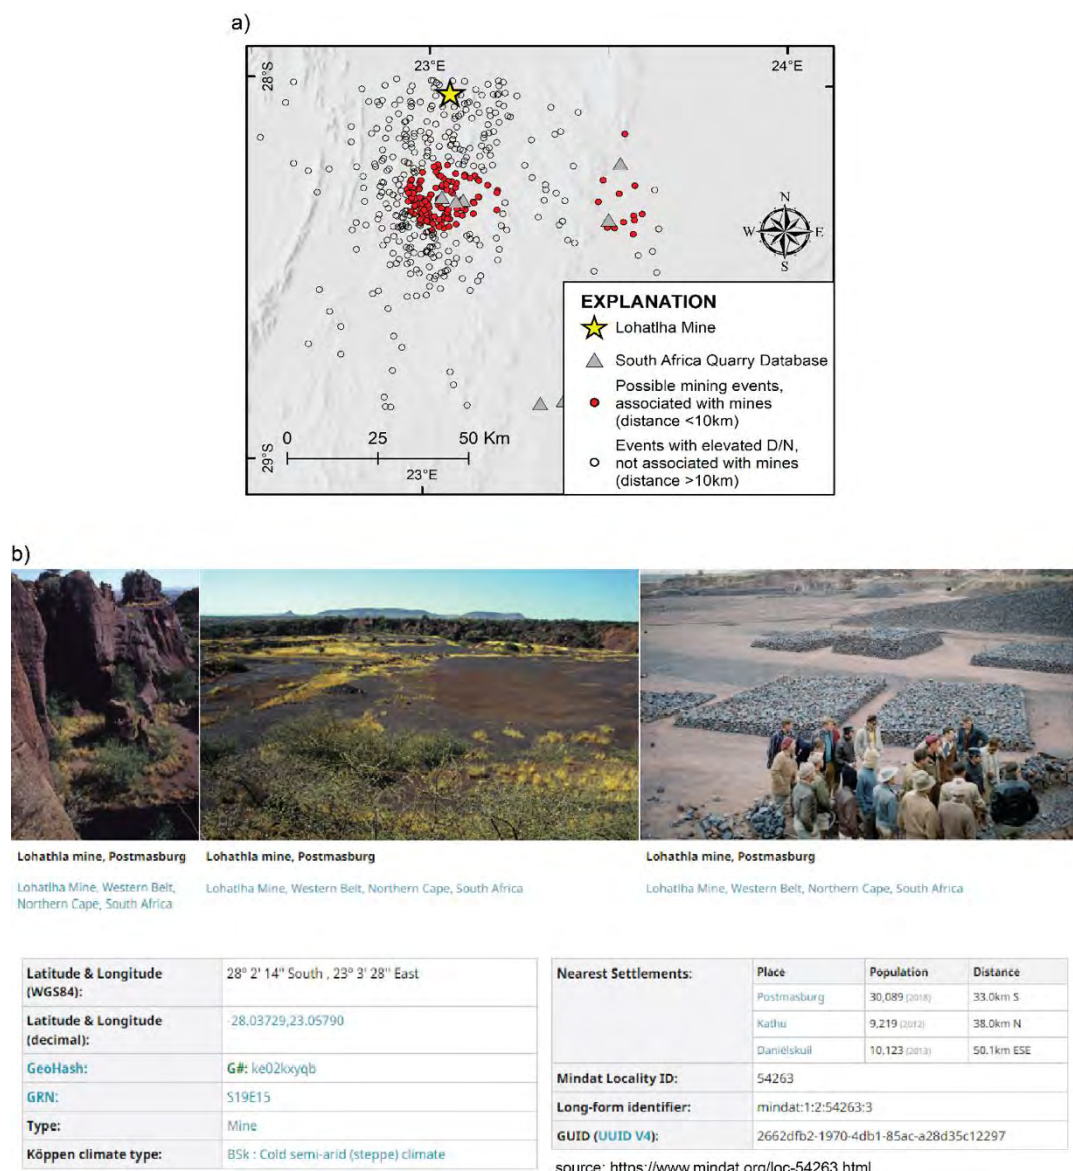 a)
23°E
24°E
28°S
N
W
E
S
EXPLANATION
Lohatlha Mine
South Africa Quarry Database
Possible mining events,
associated with mines
(distance <10km)
Events with elevated D/N,
not associated with mines
(distance >10km)
0 25 50 Km
29°S
23°E
b)
Lohathla mine, Postmasburg
Lohatlha Mine, Western Belt,
Northern Cape, South Africa
Lohathla mine, Postmasburg
Lohatlha Mine, Western Belt, Northern Cape, South Africa
Lohathla mine, Postmasburg
Lohatlha Mine, Western Belt, Northern Cape, South Africa
Latitude & Longitude
(WGS84):
28° 2' 14'' South , 23° 3' 28'' East
Latitude & Longitude
(decimal):
-28.03729,23.05790
GeoHash:
G#: ke02kxyqb
GRN:
S19E15
Type:
Mine
Köppen climate type:
BSk : Cold semi-arid (steppe) climate
Nearest Settlements:
Place Population Distance
Postmasburg 30,089 (2018) 33.0km S
Kathu 9,219 (2012) 38.0km N
Daniëlskuil 10,123 (2013) 50.1km ESE
Mindat Locality ID:
54263
Long-form identifier:
mindat:1:2:54263:3
GUID (UUID V4):
2662dfb2-1970-4db1-85ac-a28d35c12297
source: https://www.mindat.org/loc-54263.html